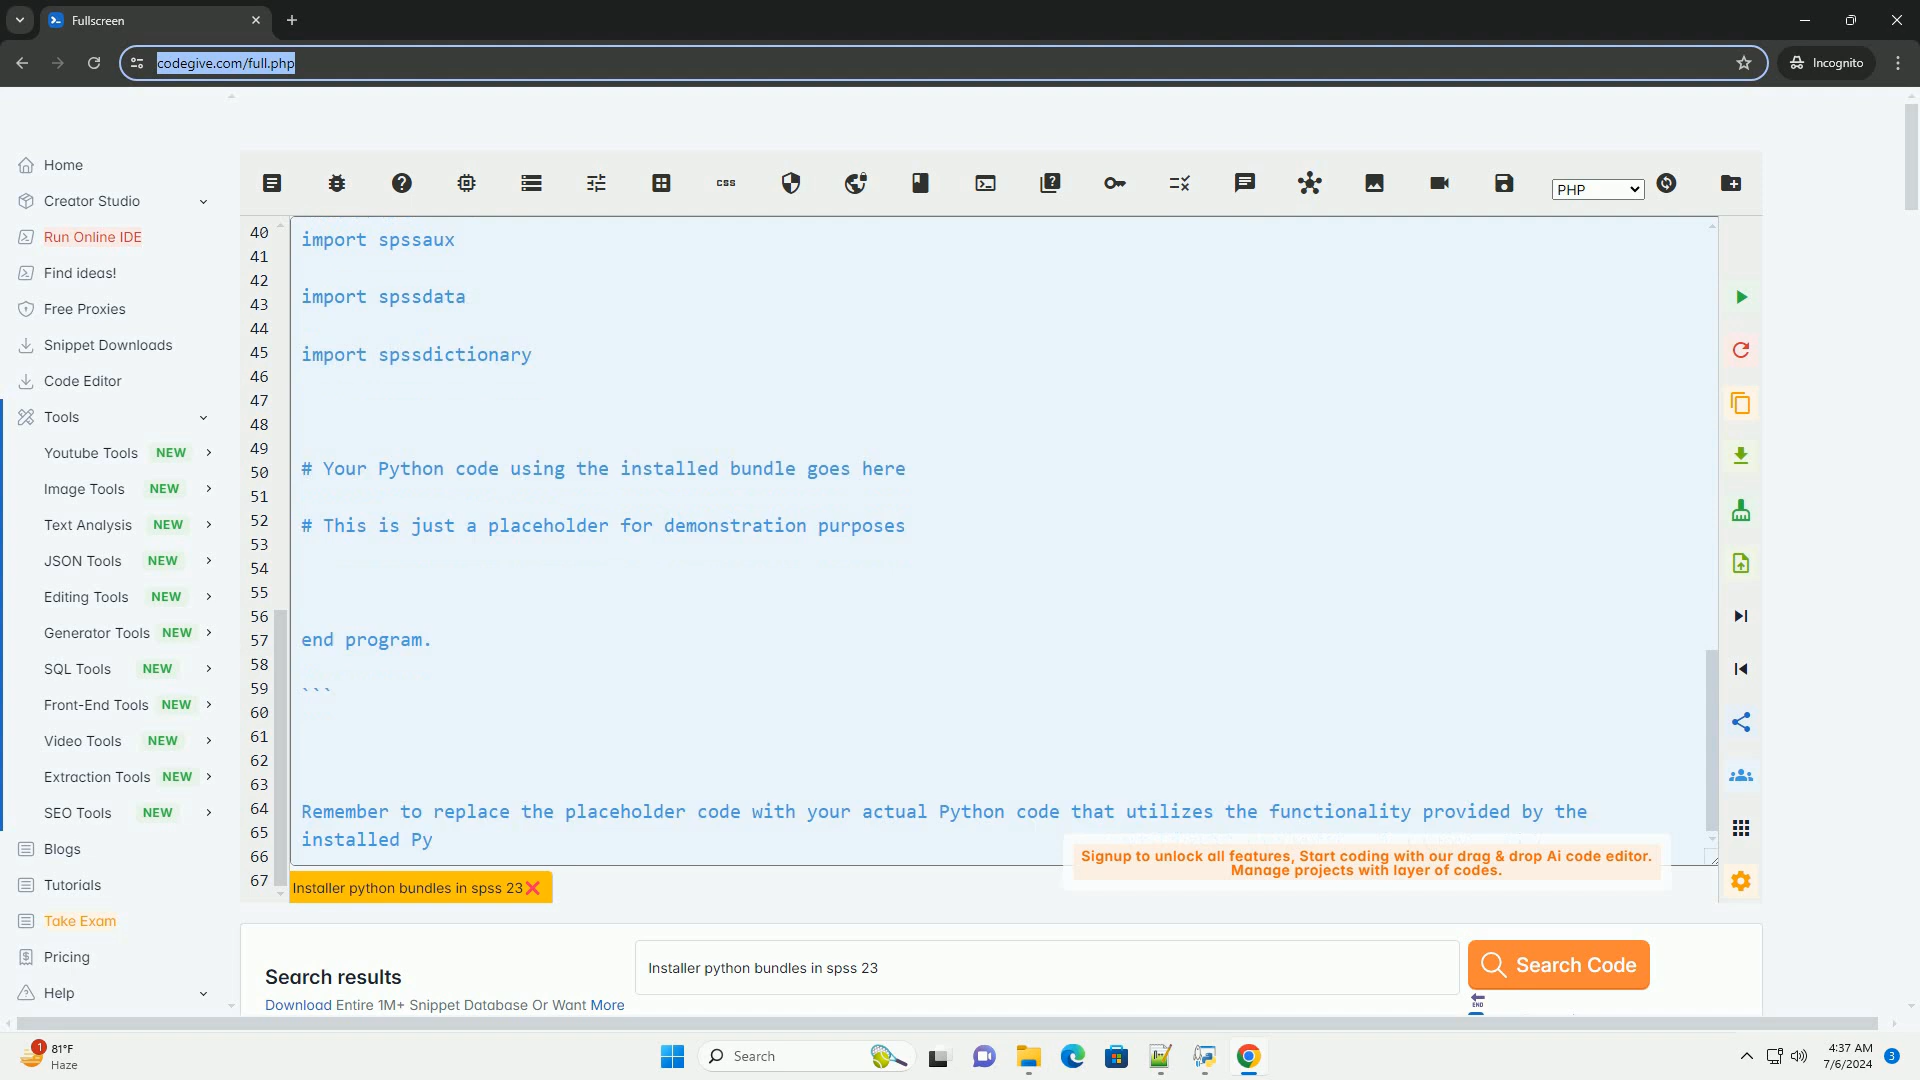 Fullscreen
codegive.com/full.php
Incognito
Home
Creator Studio
Run Online IDE
Find ideas!
Free Proxies
Snippet Downloads
Code Editor
Tools
Youtube Tools NEW
Image Tools NEW
Text Analysis NEW
JSON Tools NEW
Editing Tools NEW
Generator Tools NEW
SQL Tools NEW
Front-End Tools NEW
Video Tools NEW
Extraction Tools NEW
SEO Tools NEW
Blogs
Tutorials
Take Exam
Pricing
Help
css
PHP
40
41
42
43
44
45
46
47
48
49
50
51
52
53
54
55
56
57
58
59
60
61
62
63
64
65
66
67
import spssaux
import spssdata
import spssdictionary
# Your Python code using the installed bundle goes here
# This is just a placeholder for demonstration purposes
end program.
```
Remember to replace the placeholder code with your actual Python code that utilizes the functionality provided by the
installed Py
Signup to unlock all features, Start coding with our drag & drop Ai code editor.
Manage projects with layer of codes.
Installer python bundles in spss 23
Search results
Download Entire 1M+ Snippet Database Or Want More
Installer python bundles in spss 23
Search Code
END
1
81°F
Haze
Search
4:37 AM
7/6/2024
3